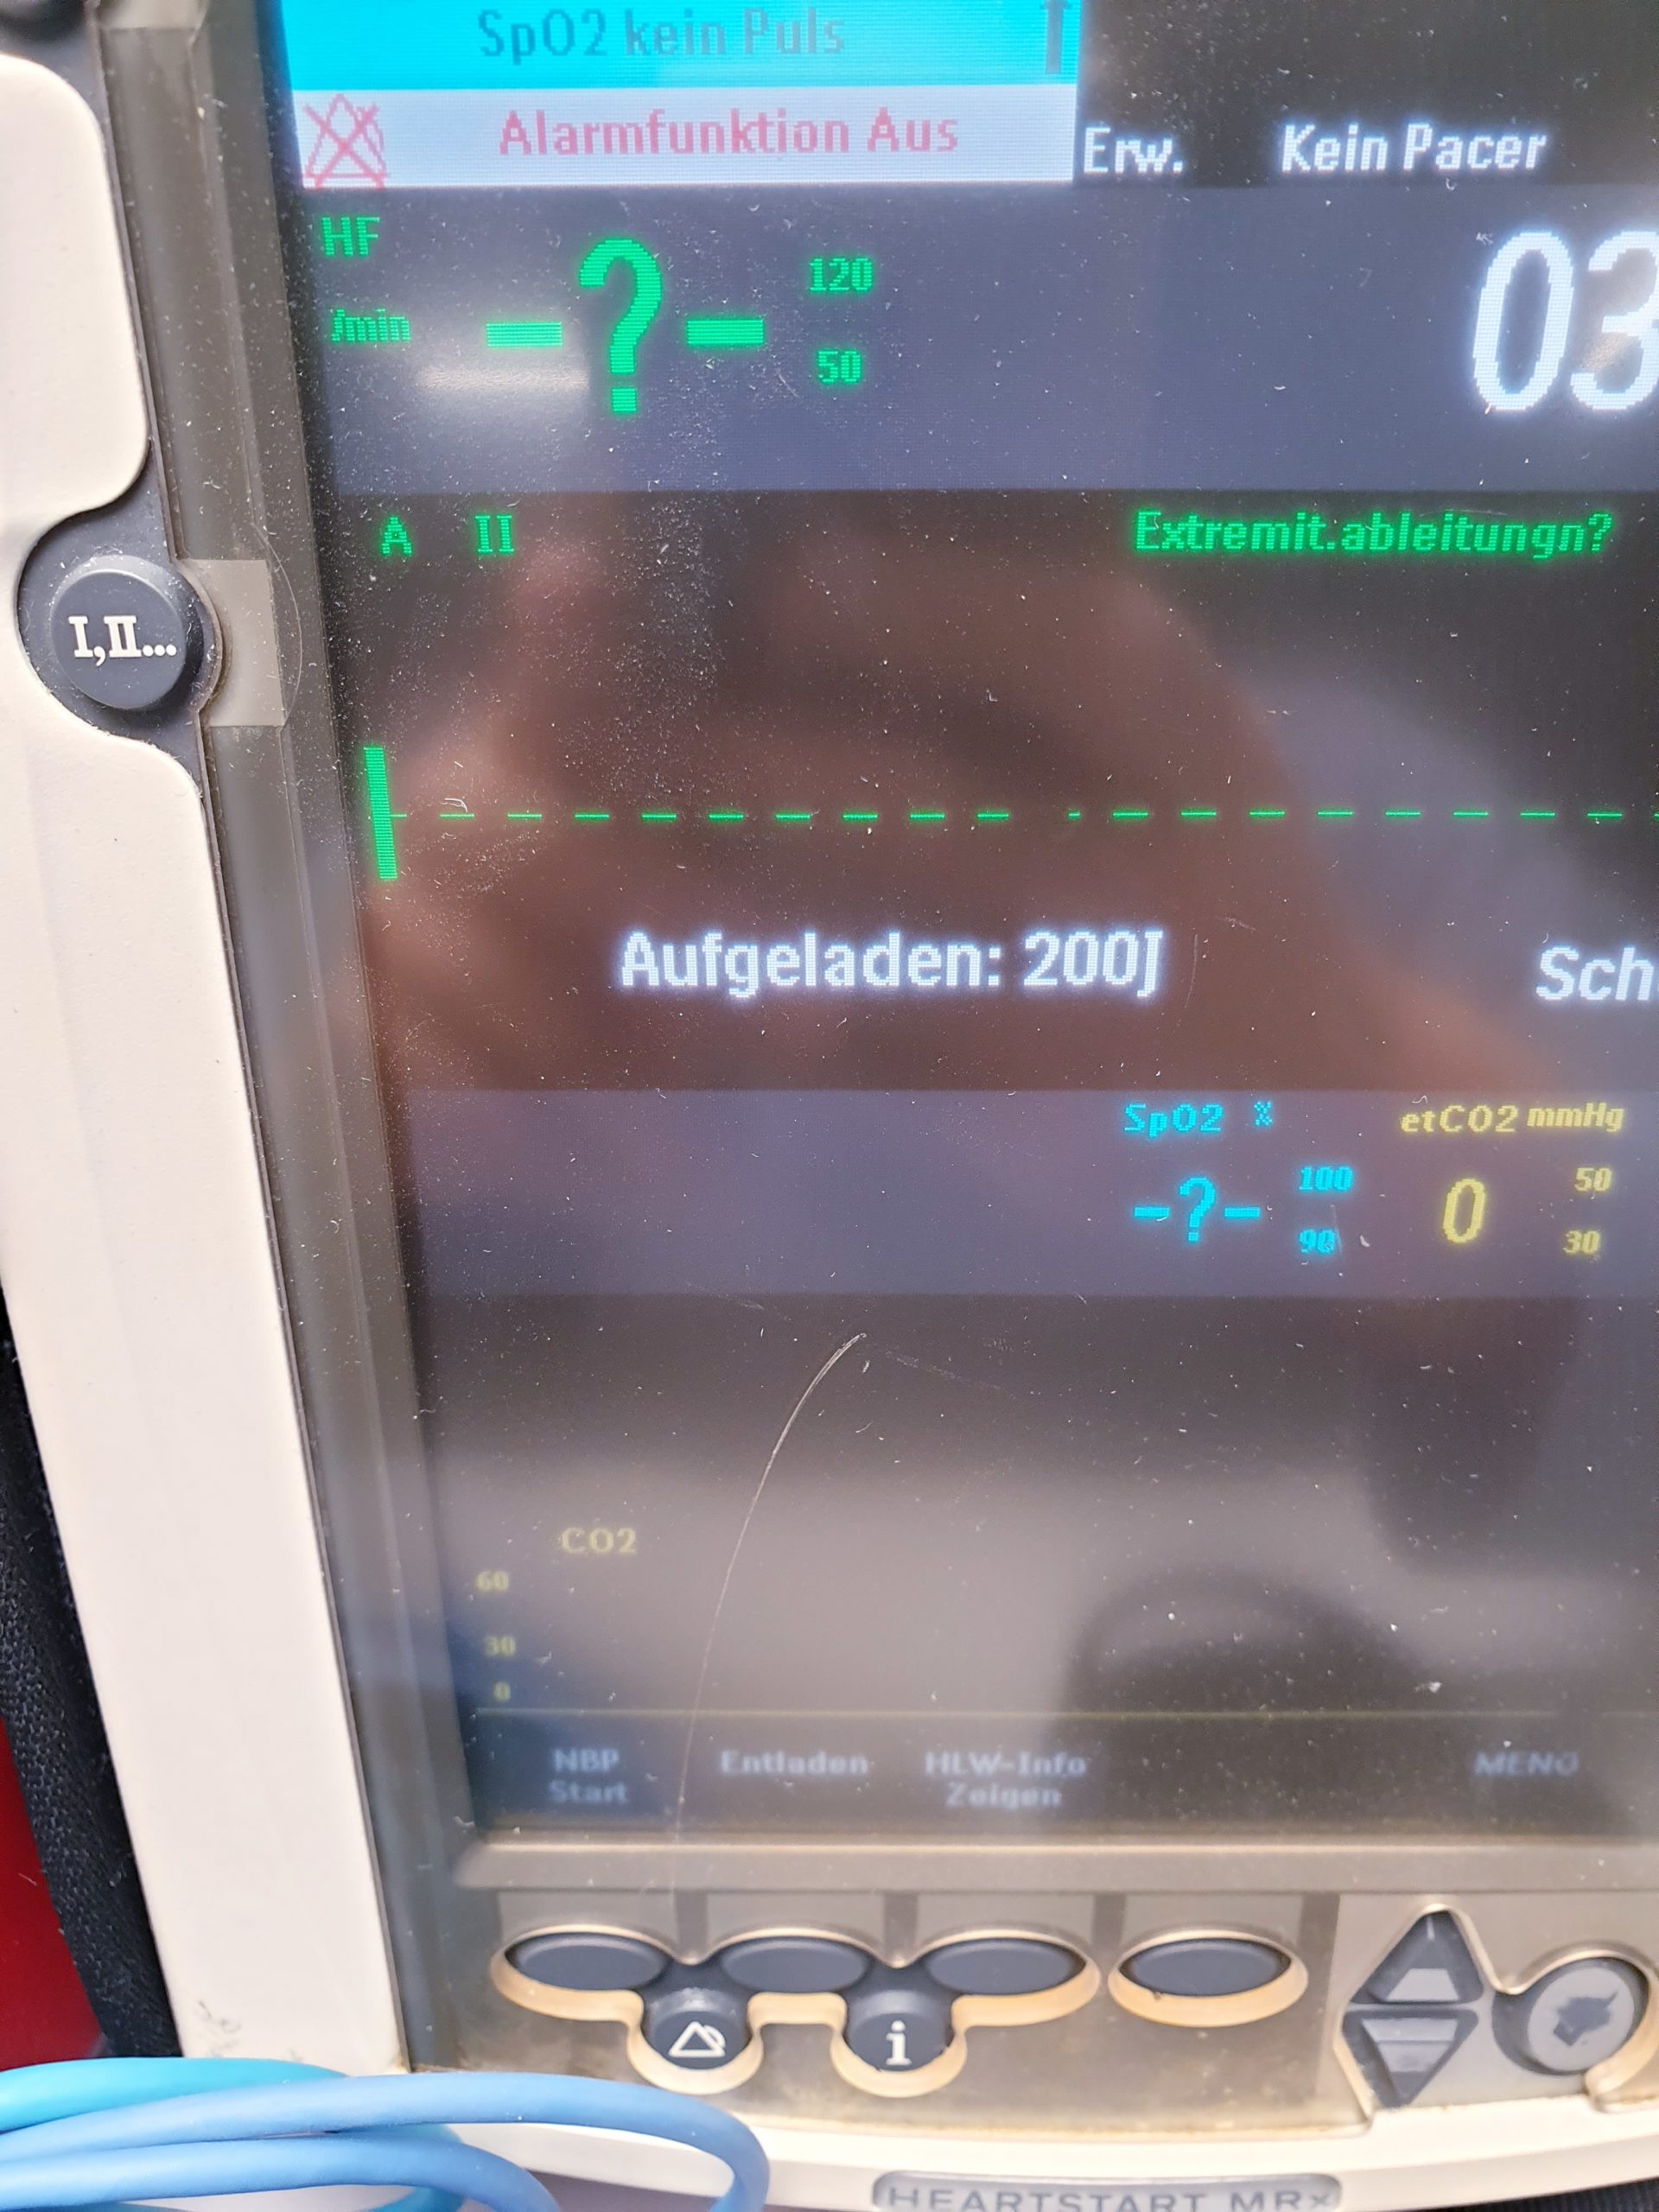 SpO2 kein Puls
Alarmfunktion Aus
Erw. Kein Pacer
HF
/min -?- 120
50
03
A II Extremit.ableitungn?
I,II...
Aufgeladen: 200J
SpO2 % etCO2 mmHg
-?- 100 0 50
90 30
CO2
60
30
0
NBP Entladen HLW-Info MENÜ
Start Zeigen
i
HEARTSTART MRx